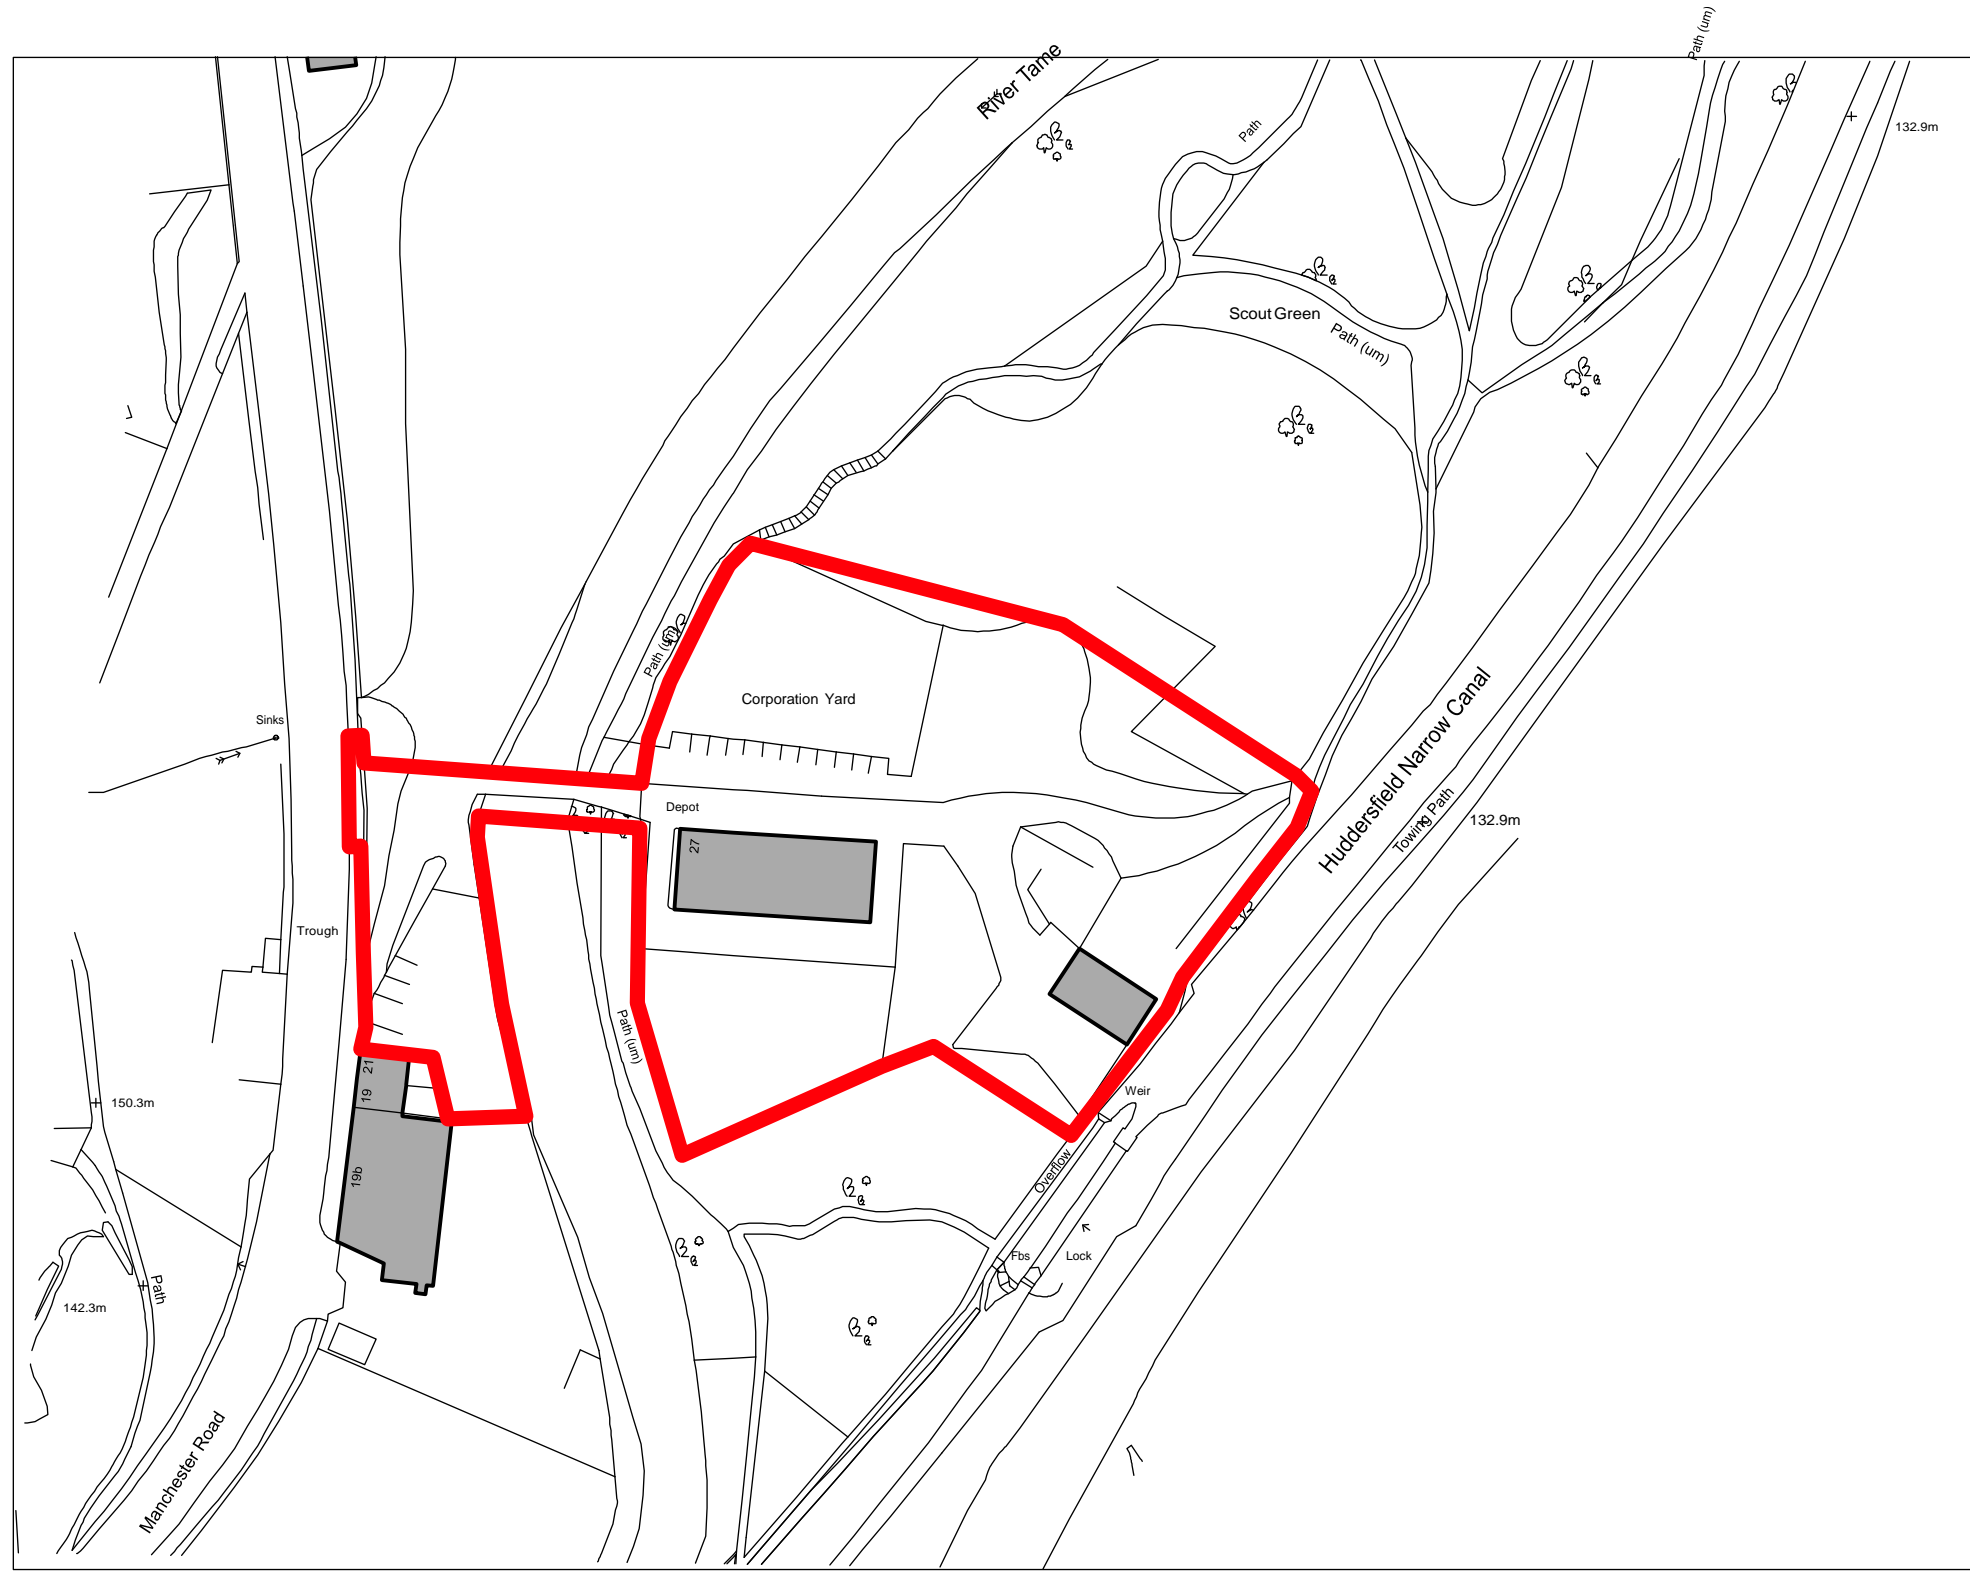 Path (um)
River Tame
132.9m
Path
Scout Green
Path (um)
Path (um)
Corporation Yard
Sinks
Huddersfield Narrow Canal
Depot
Towing Path
132.9m
27
Trough
Path (um)
21
19
Weir
150.3m
19b
Overflow
Fbs
Lock
Path
142.3m
Manchester Road